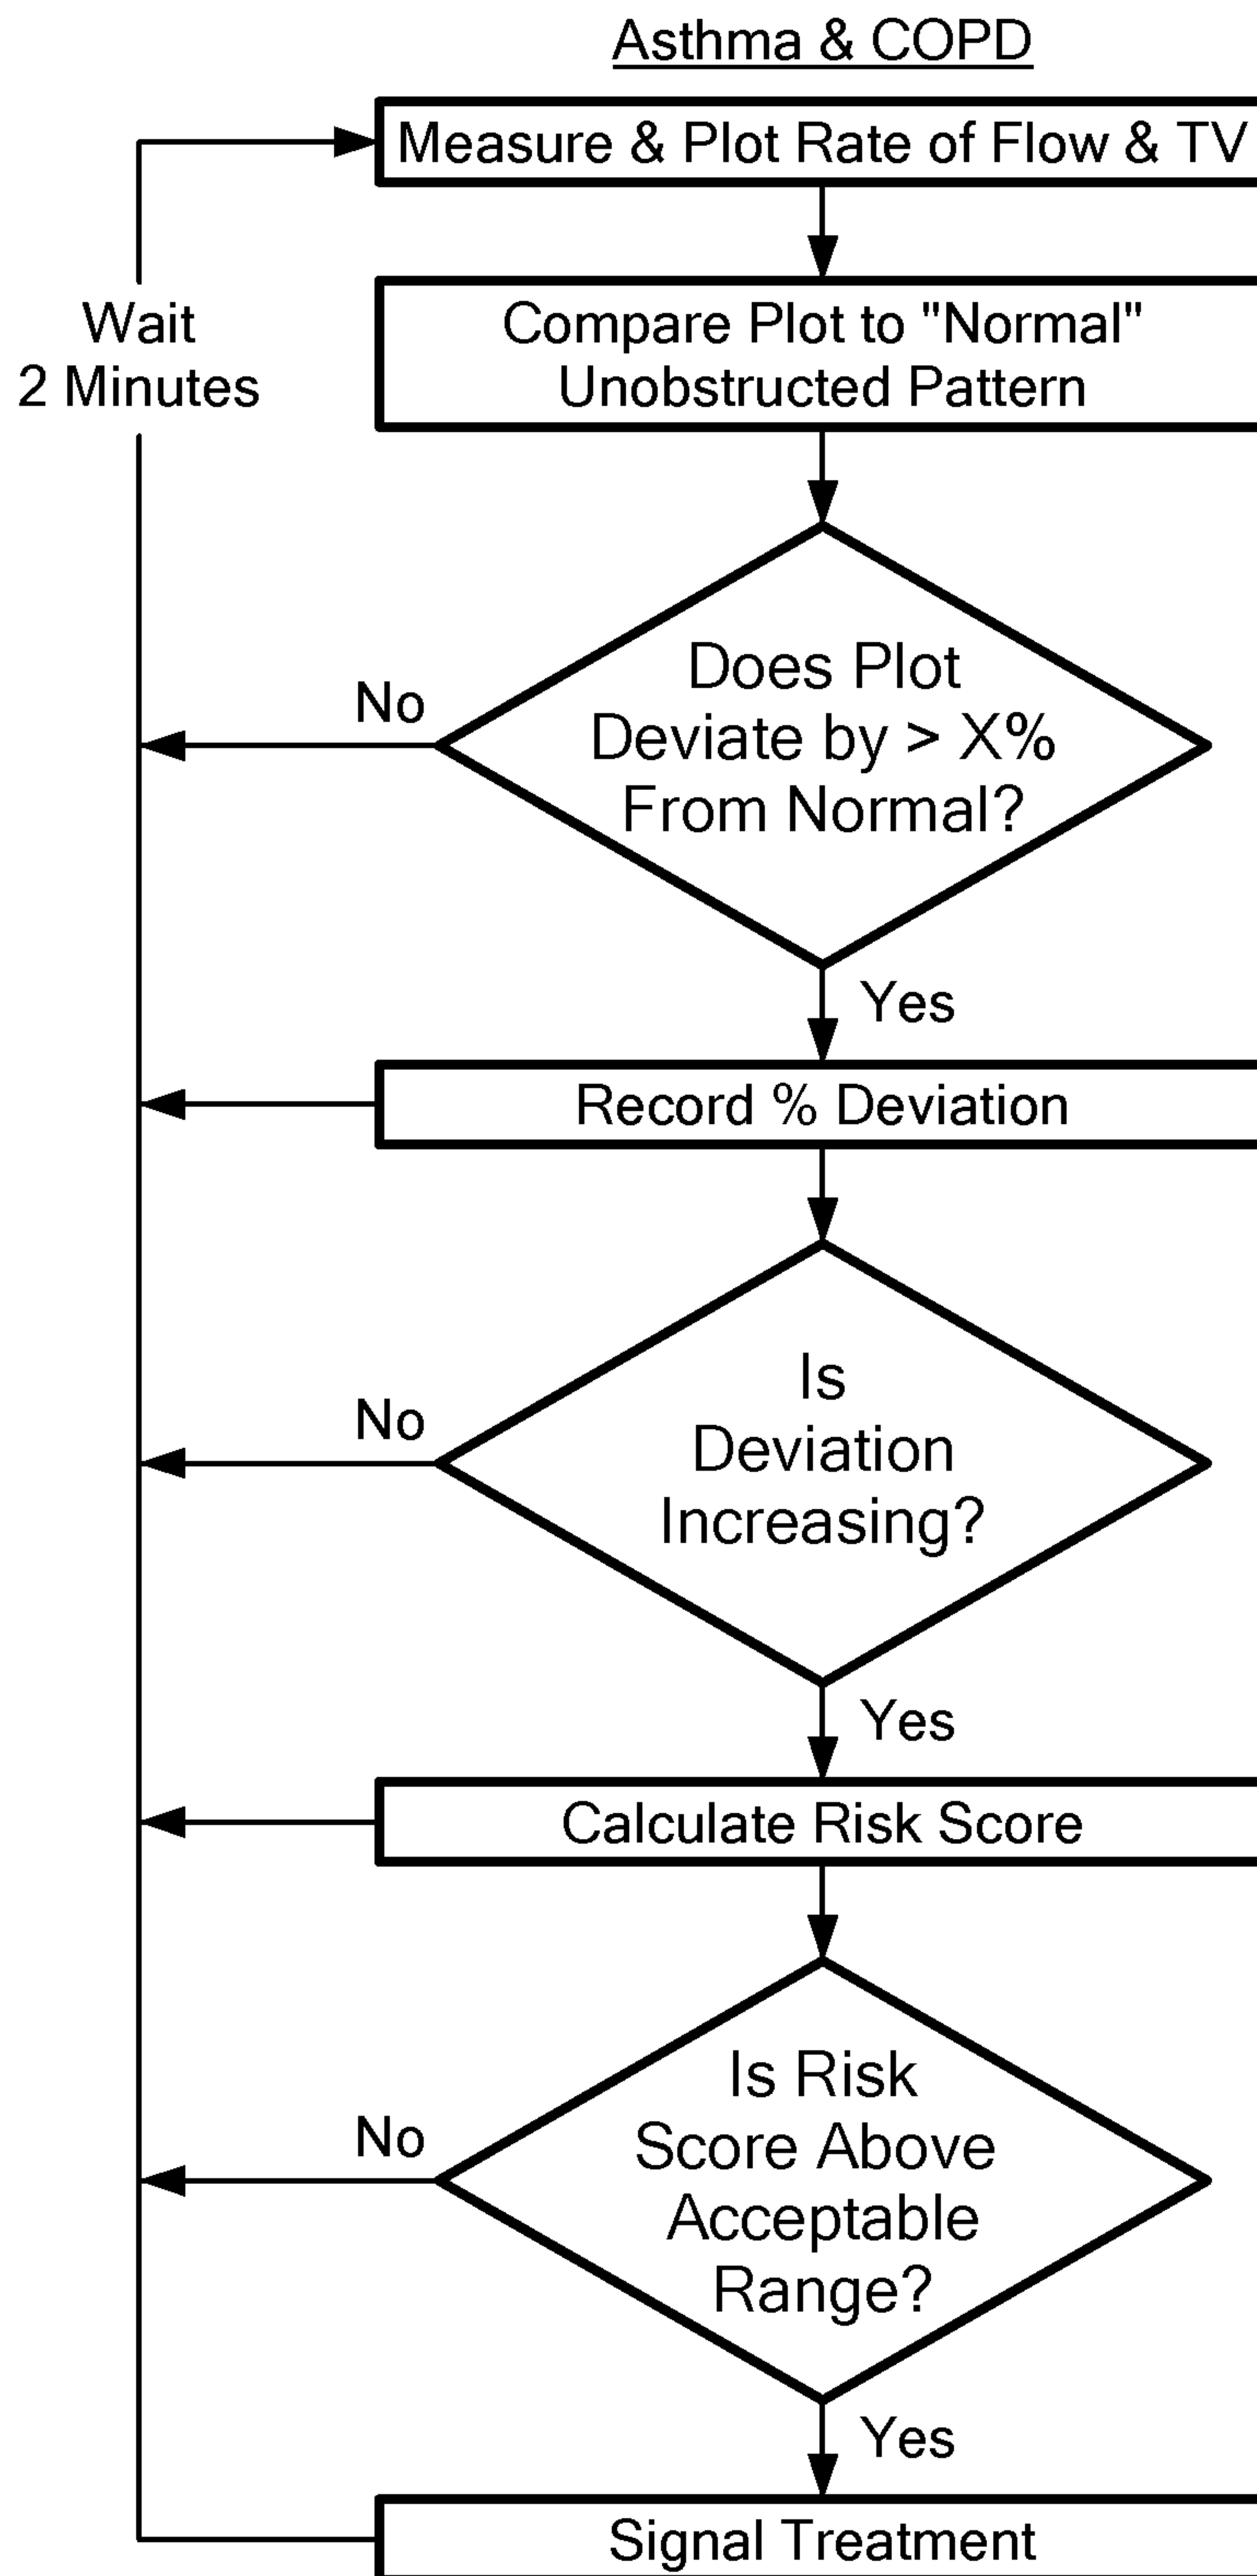 Asthma & COPD
Measure & Plot Rate of Flow & TV
Wait
2 Minutes
Compare Plot to "Normal"
Unobstructed Pattern
Does Plot
Deviate by > X%
From Normal?
No
Yes
Record % Deviation
Is
Deviation
Increasing?
No
Yes
Calculate Risk Score
Is Risk
Score Above
Acceptable
Range?
No
Yes
Signal Treatment